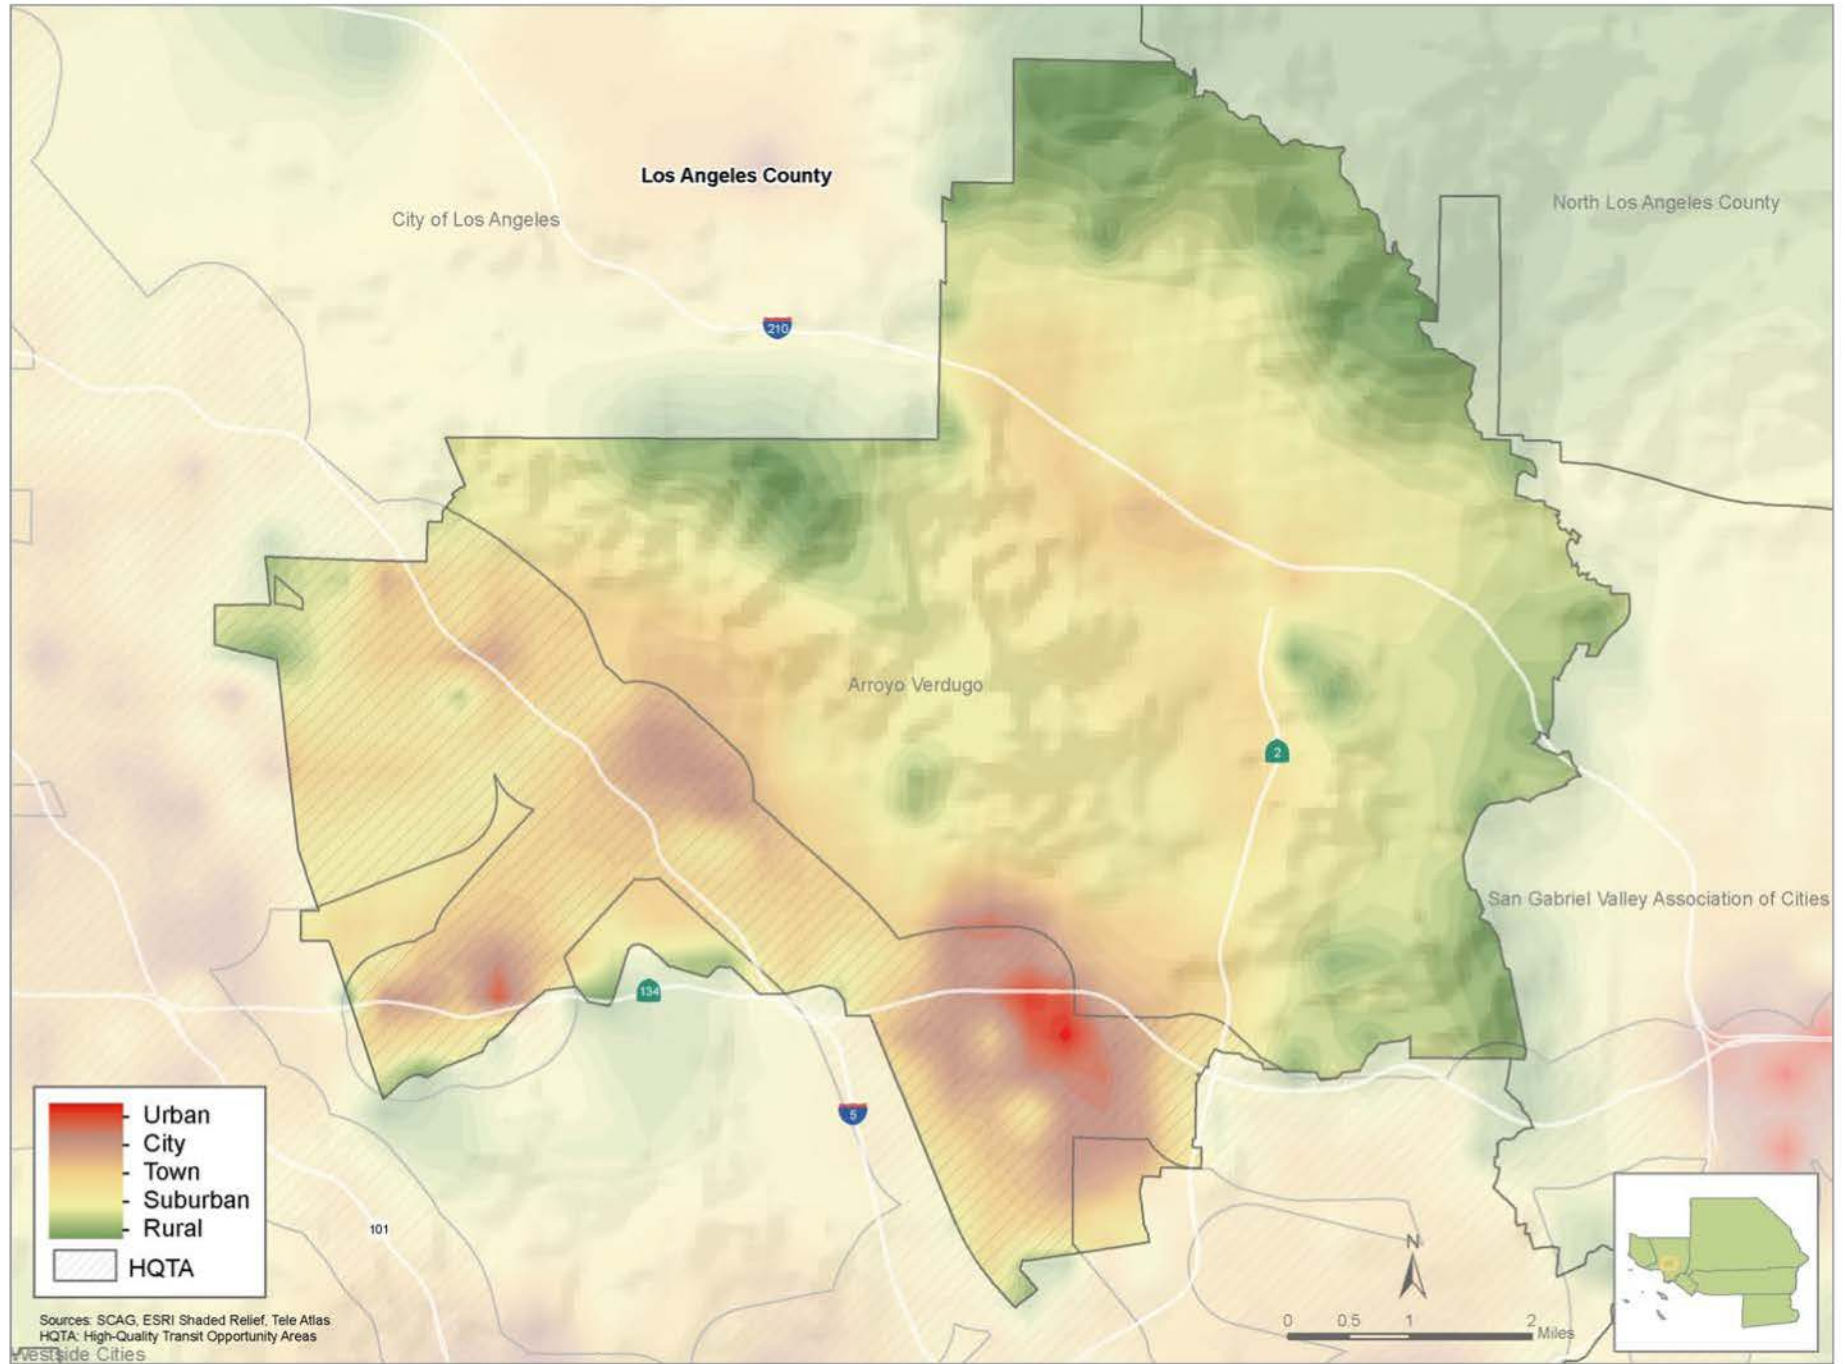 Los Angeles County
North Los Angeles County
City of Los Angeles
210
Arroyo Verdugo
2
San Gabriel Valley Association of Cities
134
5
Urban
City
Town
Suburban
Rural
HQTA
101
N
0 0.5 1 2 Miles
Sources: SCAG, ESRI Shaded Relief, Tele Atlas
HQTA: High-Quality Transit Opportunity Areas
Westside Cities